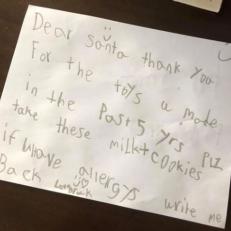 Dear santa thank you
For the toys u made
in the Past 5 yrs PlZ
take these milk+cookies
if u have allergys
write me
Back